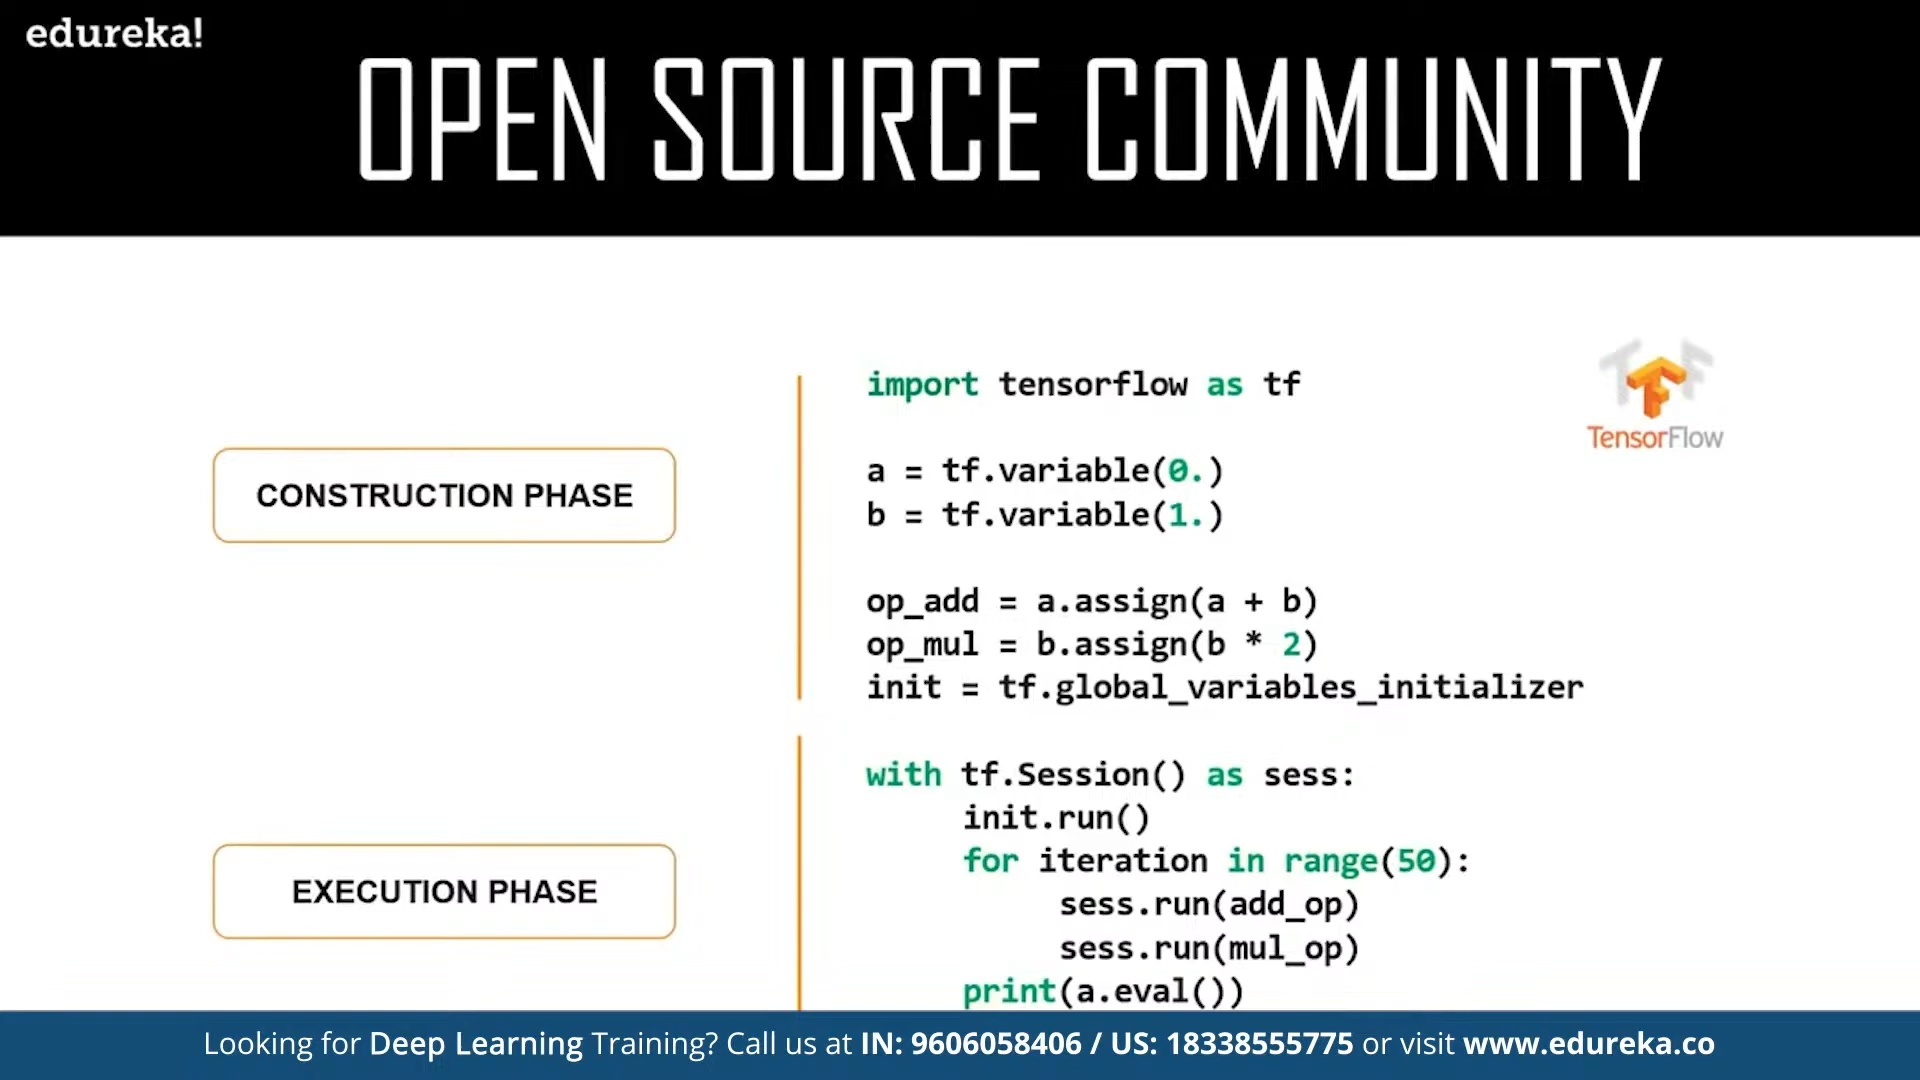 edureka!
OPEN SOURCE COMMUNITY
CONSTRUCTION PHASE
import tensorflow as tf
a = tf.variable(0.)
b = tf.variable(1.)
op_add = a.assign(a + b)
op_mul = b.assign(b * 2)
init = tf.global_variables_initializer
TensorFlow
EXECUTION PHASE
with tf.Session() as sess:
init.run()
for iteration in range(50):
sess.run(add_op)
sess.run(mul_op)
print(a.eval())
Looking for Deep Learning Training? Call us at IN: 9606058406 / US: 18338555775 or visit www.edureka.co